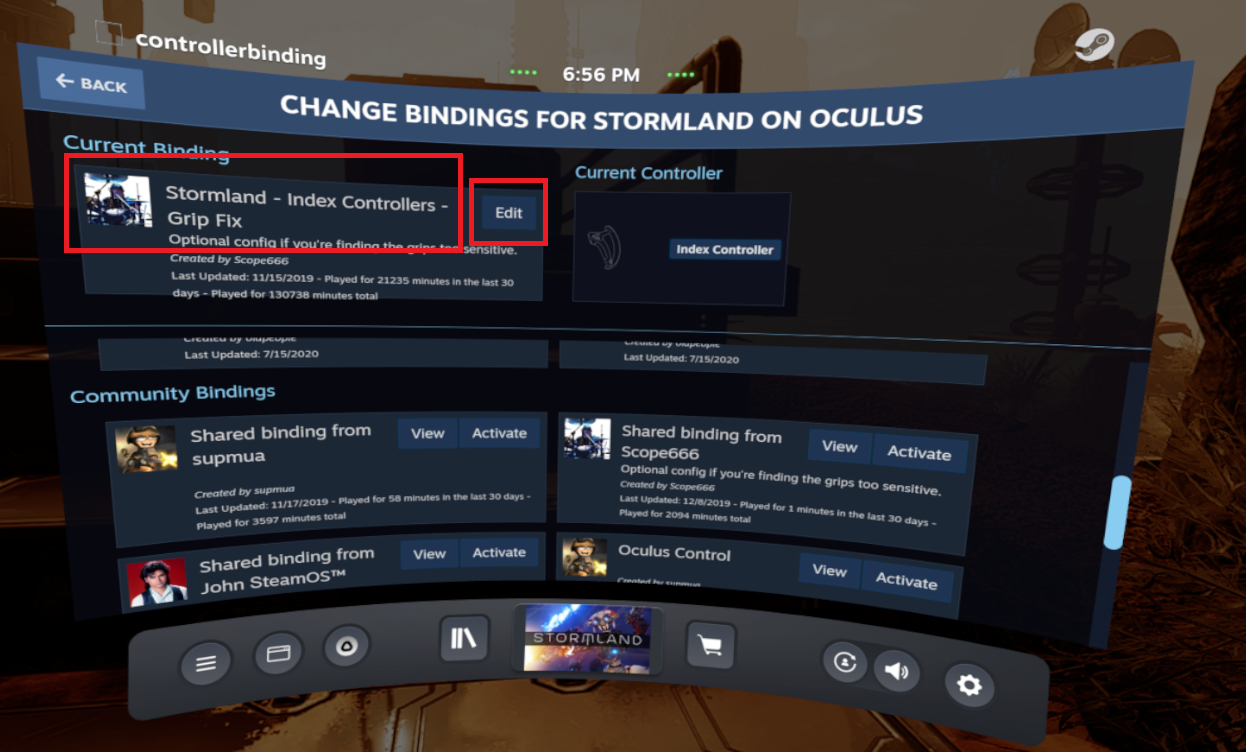 controllerbinding
6:56 PM
← BACK
CHANGE BINDINGS FOR STORMLAND ON OCULUS
Current Binding
Stormland - Index Controllers -
Grip Fix
Optional config if you're finding the grips too sensitive.
Created by Scope666
Last Updated: 11/15/2019 - Played for 21235 minutes in the last 30
days - Played for 130738 minutes total
Edit
Current Controller
Index Controller
Created by
Last Updated: 7/15/2020
Created by
Last Updated: 7/15/2020
Community Bindings
Shared binding from
supmua
View
Activate
Created by supmua
Last Updated: 11/17/2019 - Played for 58 minutes in the last 30 days -
Played for 3597 minutes total
Shared binding from
Scope666
View
Activate
Optional config if you're finding the grips too sensitive.
Created by Scope666
Last Updated: 12/8/2019 - Played for 1 minutes in the last 30 days -
Played for 2094 minutes total
Shared binding from
John SteamOS™
View
Activate
Oculus Control
View
Activate
Created by supmua
STORMLAND